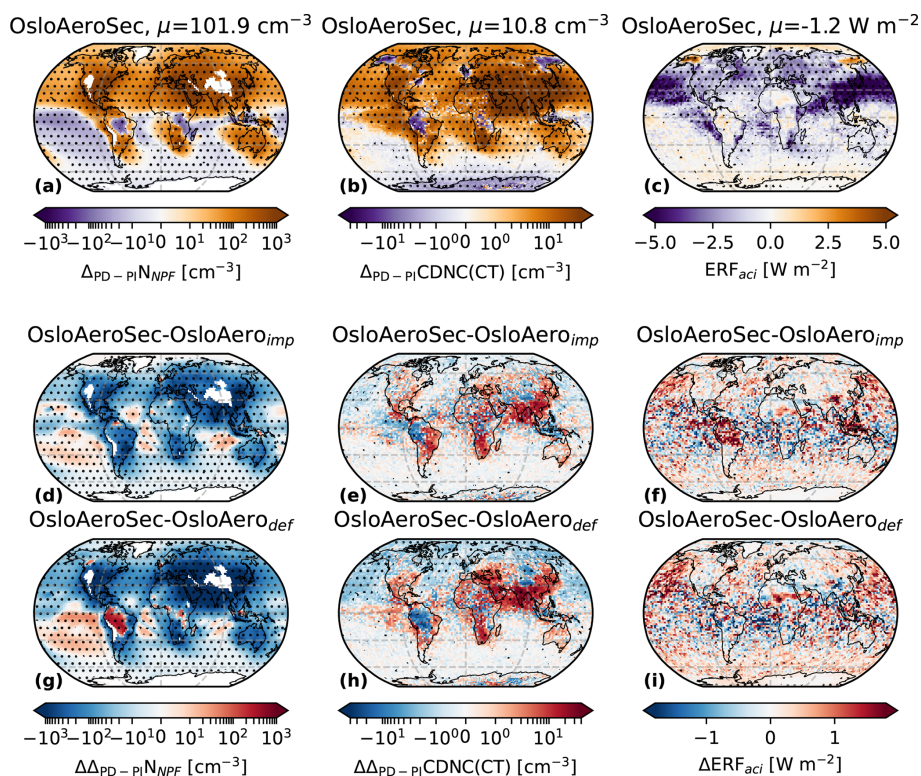 OsloAeroSec, μ=101.9 cm⁻³ OsloAeroSec, μ=10.8 cm⁻³ OsloAeroSec, μ=-1.2 W m⁻²
(a) (b) (c)
−10³ −10² −10¹ 0 10¹ 10² 10³ −10¹ −10⁰ 0 10⁰ 10¹ −5.0 −2.5 0.0 2.5 5.0
Δ_PD−PI N_NPF [cm⁻³] Δ_PD−PI CDNC(CT) [cm⁻³] ERF_aci [W m⁻²]
OsloAeroSec-OsloAero_imp OsloAeroSec-OsloAero_imp OsloAeroSec-OsloAero_imp
(d) (e) (f)
OsloAeroSec-OsloAero_def OsloAeroSec-OsloAero_def OsloAeroSec-OsloAero_def
(g) (h) (i)
−10³ −10² −10¹ 0 10¹ 10² 10³ −10¹ −10⁰ 0 10⁰ 10¹ −1 0 1
ΔΔ_PD−PI N_NPF [cm⁻³] ΔΔ_PD−PI CDNC(CT) [cm⁻³] ΔERF_aci [W m⁻²]